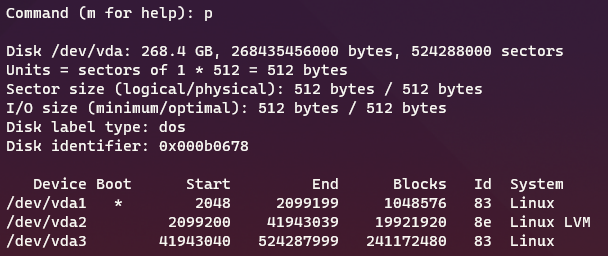 Command (m for help): p
Disk /dev/vda: 268.4 GB, 268435456000 bytes, 524288000 sectors
Units = sectors of 1 * 512 = 512 bytes
Sector size (logical/physical): 512 bytes / 512 bytes
I/O size (minimum/optimal): 512 bytes / 512 bytes
Disk label type: dos
Disk identifier: 0x000b0678
Device Boot Start End Blocks Id System
/dev/vda1 * 2048 2099199 1048576 83 Linux
/dev/vda2 2099200 41943039 19921920 8e Linux LVM
/dev/vda3 41943040 524287999 241172480 83 Linux